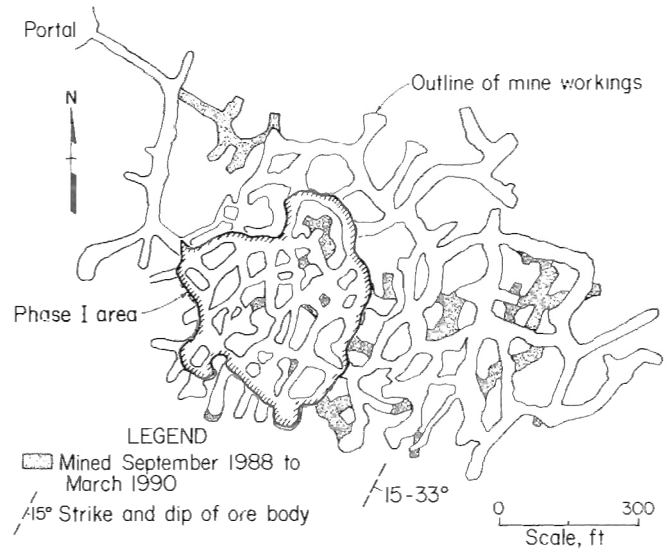 Portal
Outline of mine workings
N
Phase I area
LEGEND
Mined September 1988 to
March 1990
15° Strike and dip of ore body
15-33°
0 300
Scale, ft